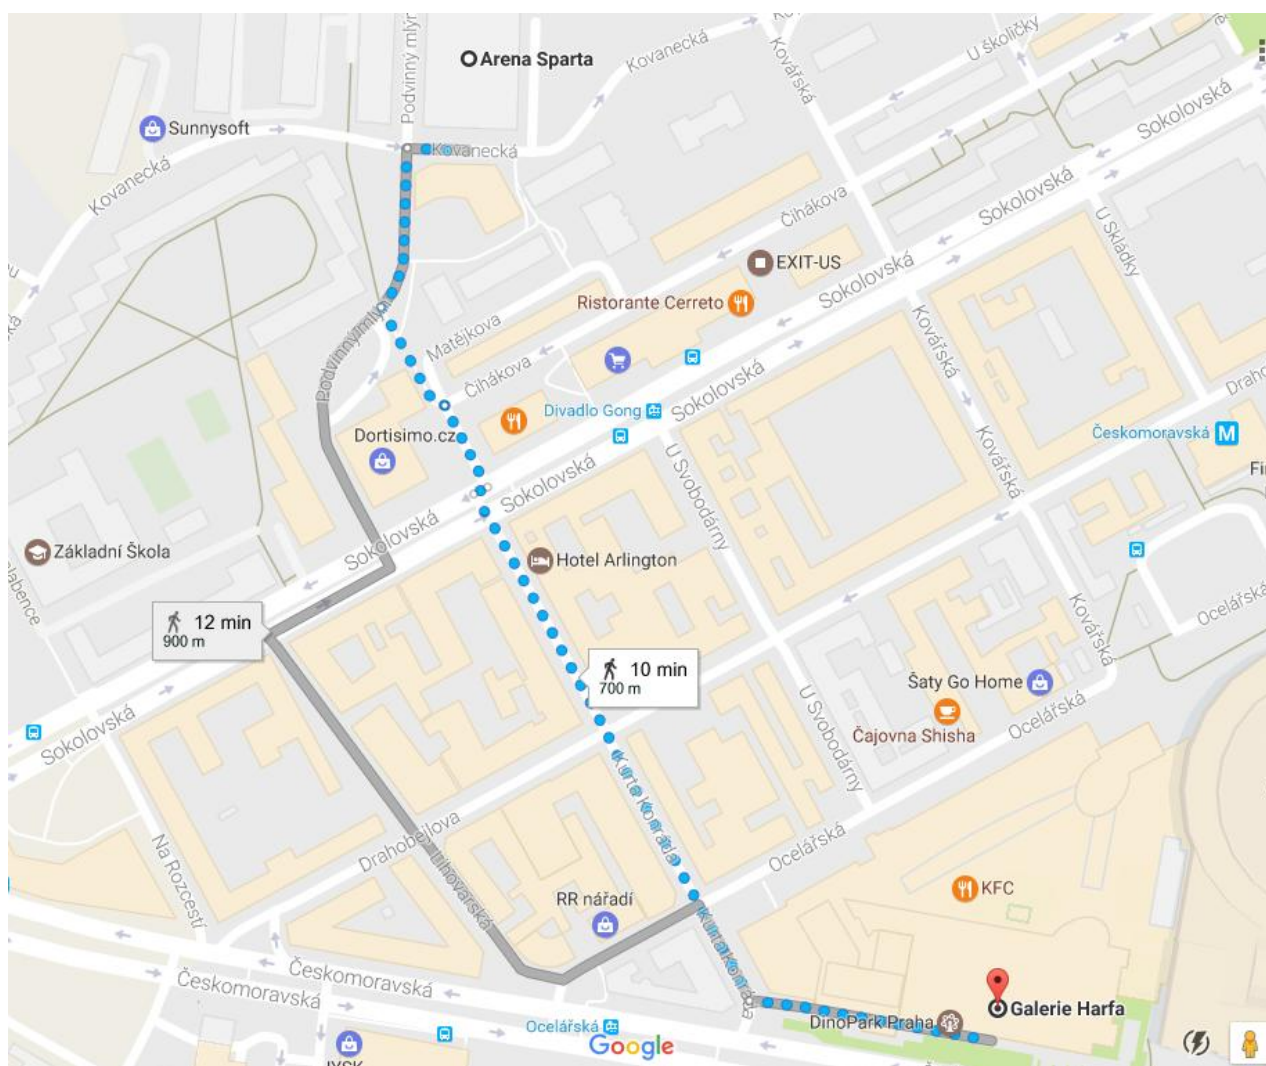 Podvinný mlýn
Arena Sparta
Kovanecká
Kovářská
U školičky
Sokolovská
Sunnysoft
Kovanecká
Kovanecká
Čihákova
Sokolovská
U Skládky
EXIT-US
Ristorante Cerreto
Sokolovská
Podvinný mlýn
Matějkova
Čihákova
Kovářská
Divadlo Gong
Sokolovská
Dortisimo.cz
Českomoravská M
Kovářská
U Svobodárny
Sokolovská
Sokolovská
Základní Škola
Hotel Arlington
Ocelářská
Kovářská
12 min
900 m
10 min
700 m
Šaty Go Home
Čajovna Shisha
U Svobodárny
Ocelářská
Sokolovská
Na Rozcestí
Drahobejlova
Kurta Konráda
Ocelářská
RR nářadí
KFC
Kurta Konráda
Českomoravská
Českomoravská
Galerie Harfa
DinoPark Praha
Ocelářská
Google